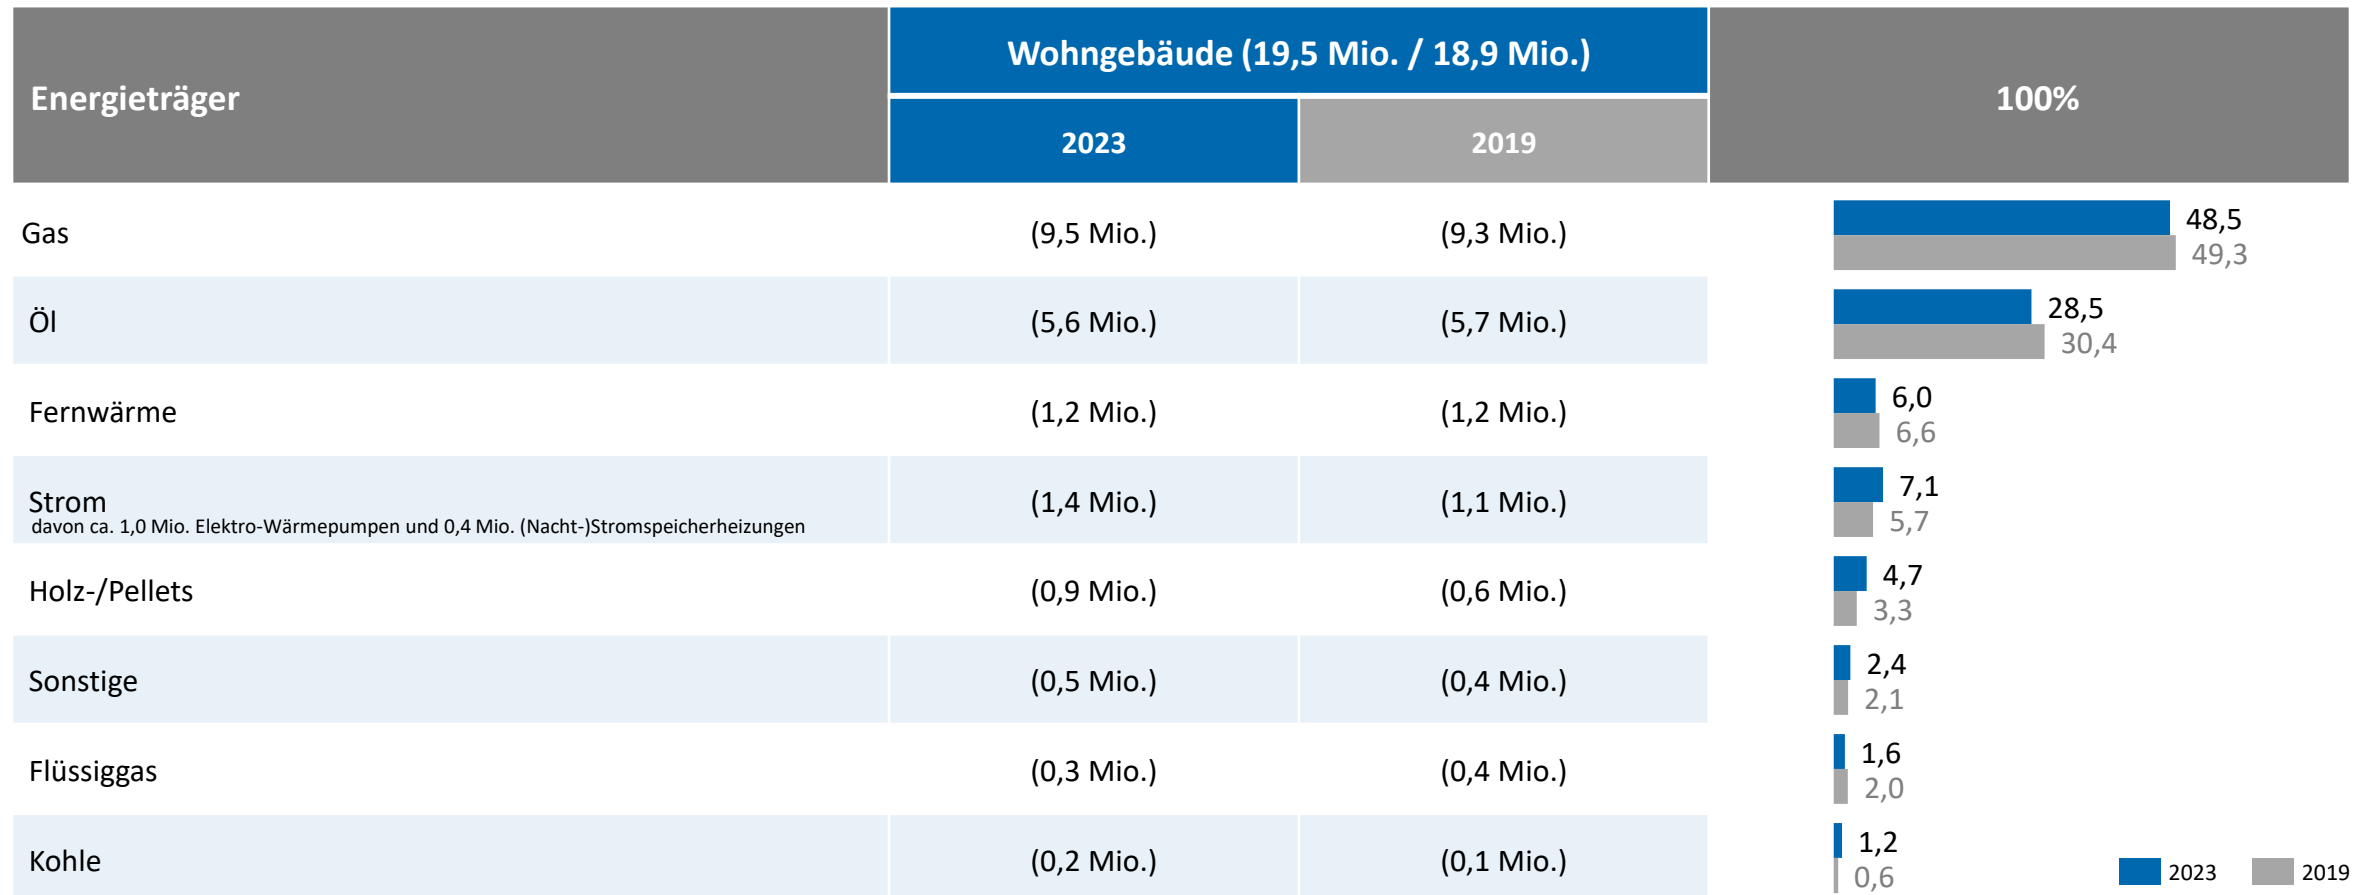 Energieträger
Wohngebäude (19,5 Mio. / 18,9 Mio.)
100%
2023
2019
Gas
(9,5 Mio.)
(9,3 Mio.)
48,5
49,3
Öl
(5,6 Mio.)
(5,7 Mio.)
28,5
30,4
Fernwärme
(1,2 Mio.)
(1,2 Mio.)
6,0
6,6
Strom
davon ca. 1,0 Mio. Elektro-Wärmepumpen und 0,4 Mio. (Nacht-)Stromspeicherheizungen
(1,4 Mio.)
(1,1 Mio.)
7,1
5,7
Holz-/Pellets
(0,9 Mio.)
(0,6 Mio.)
4,7
3,3
Sonstige
(0,5 Mio.)
(0,4 Mio.)
2,4
2,1
Flüssiggas
(0,3 Mio.)
(0,4 Mio.)
1,6
2,0
Kohle
(0,2 Mio.)
(0,1 Mio.)
1,2
0,6
2023
2019